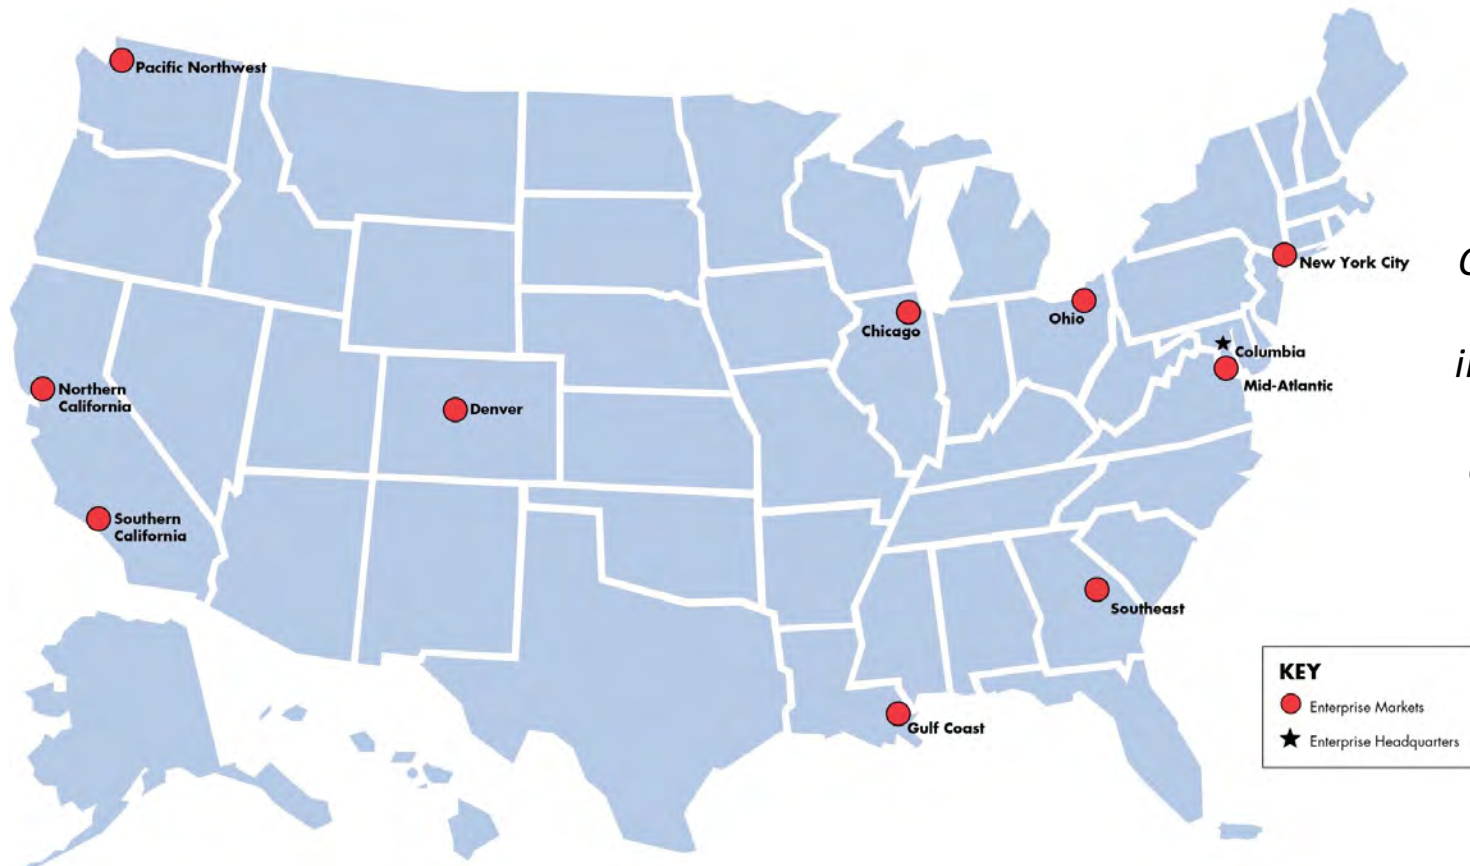 Pacific Northwest
New York City
Ohio
Chicago
Columbia
Mid-Atlantic
Northern
California
Denver
Southern
California
Southeast
Gulf Coast
KEY
Enterprise Markets
Enterprise Headquarters